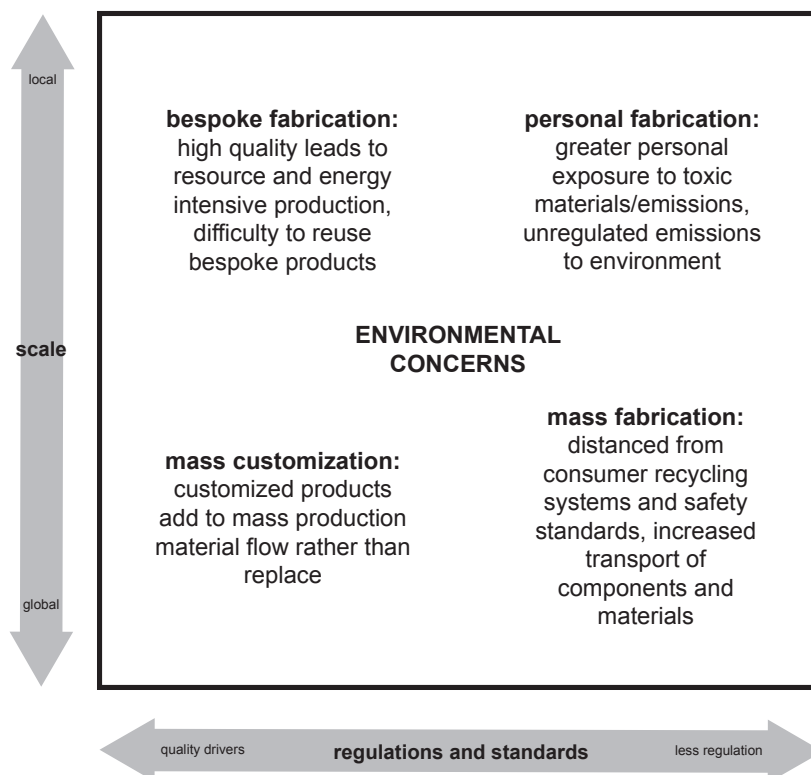 local
bespoke fabrication:
high quality leads to
resource and energy
intensive production,
difficulty to reuse
bespoke products
personal fabrication:
greater personal
exposure to toxic
materials/emissions,
unregulated emissions
to environment
scale
ENVIRONMENTAL
CONCERNS
mass customization:
customized products
add to mass production
material flow rather than
replace
mass fabrication:
distanced from
consumer recycling
systems and safety
standards, increased
transport of
components and
materials
global
quality drivers
regulations and standards
less regulation